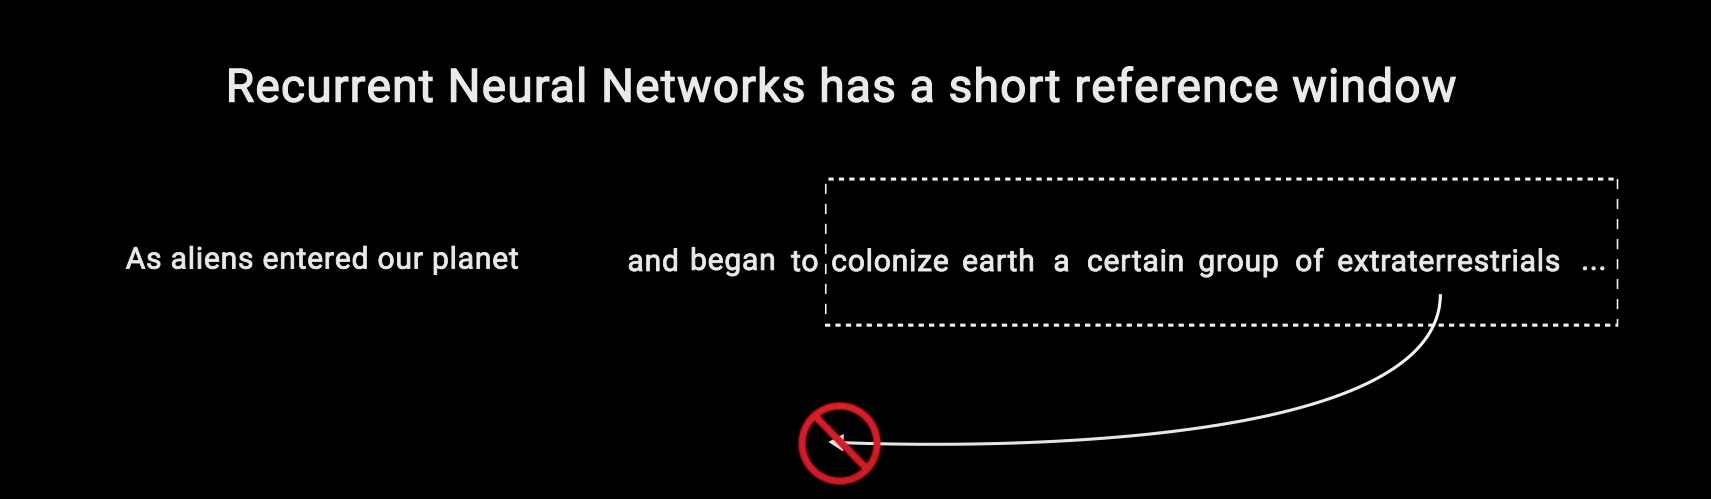 Recurrent Neural Networks has a short reference window
As aliens entered our planet and began to colonize earth a certain group of extraterrestrials ...